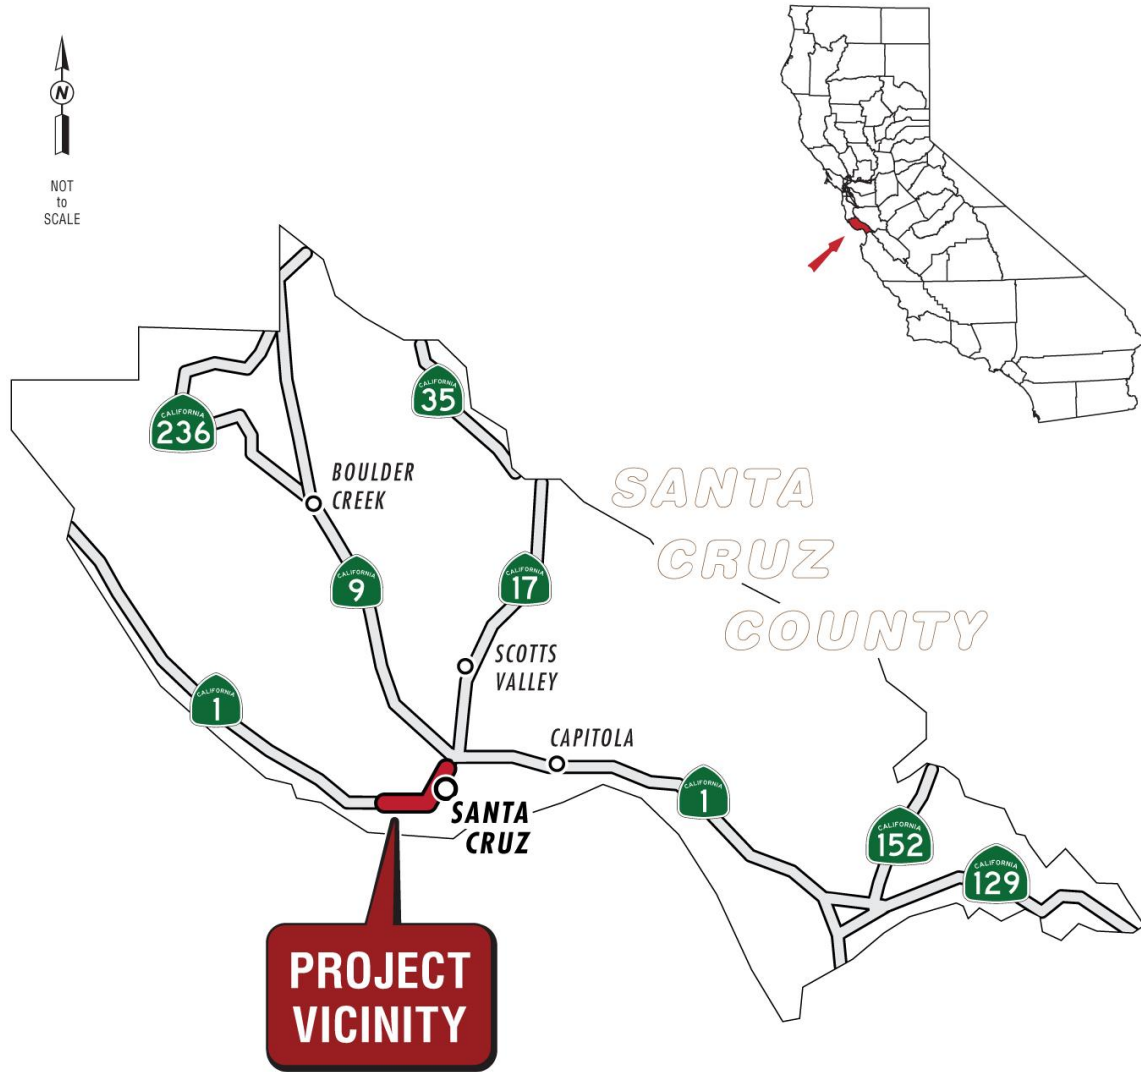 N
NOT
to
SCALE
CALIFORNIA
35
CALIFORNIA
236
BOULDER
CREEK
SANTA
CRUZ
COUNTY
CALIFORNIA
9
CALIFORNIA
17
SCOTTS
VALLEY
CALIFORNIA
1
CAPITOLA
CALIFORNIA
1
SANTA
CRUZ
CALIFORNIA
152
CALIFORNIA
129
PROJECT
VICINITY